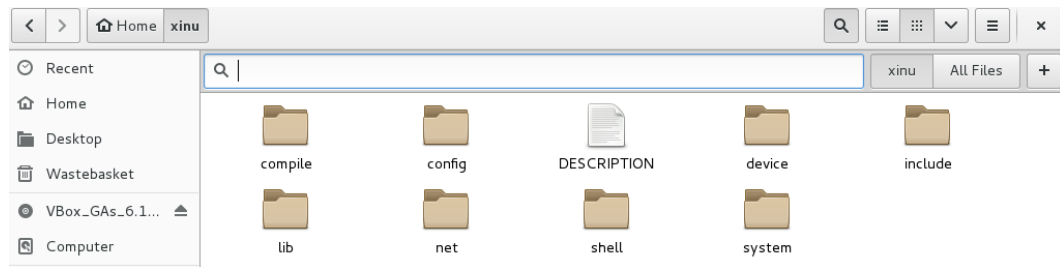 Home xinu
Recent
xinu All Files
Home
Desktop
Wastebasket
VBox_GAs_6.1...
Computer
compile config DESCRIPTION device include
lib net shell system